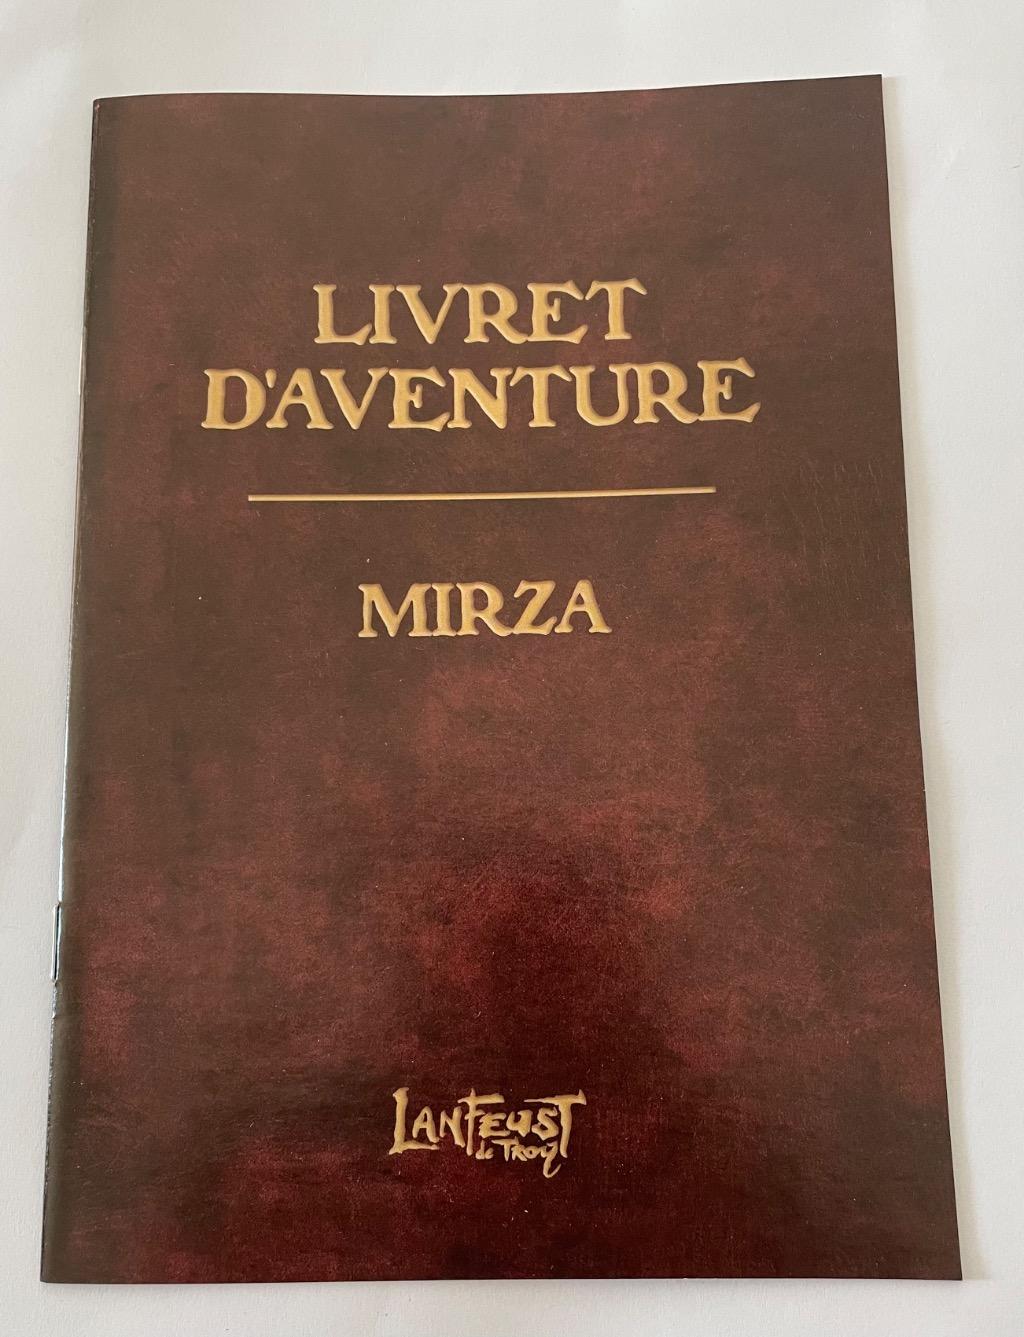 LIVRET
D'AVENTURE
MIRZA
LANFEUST
de TROY